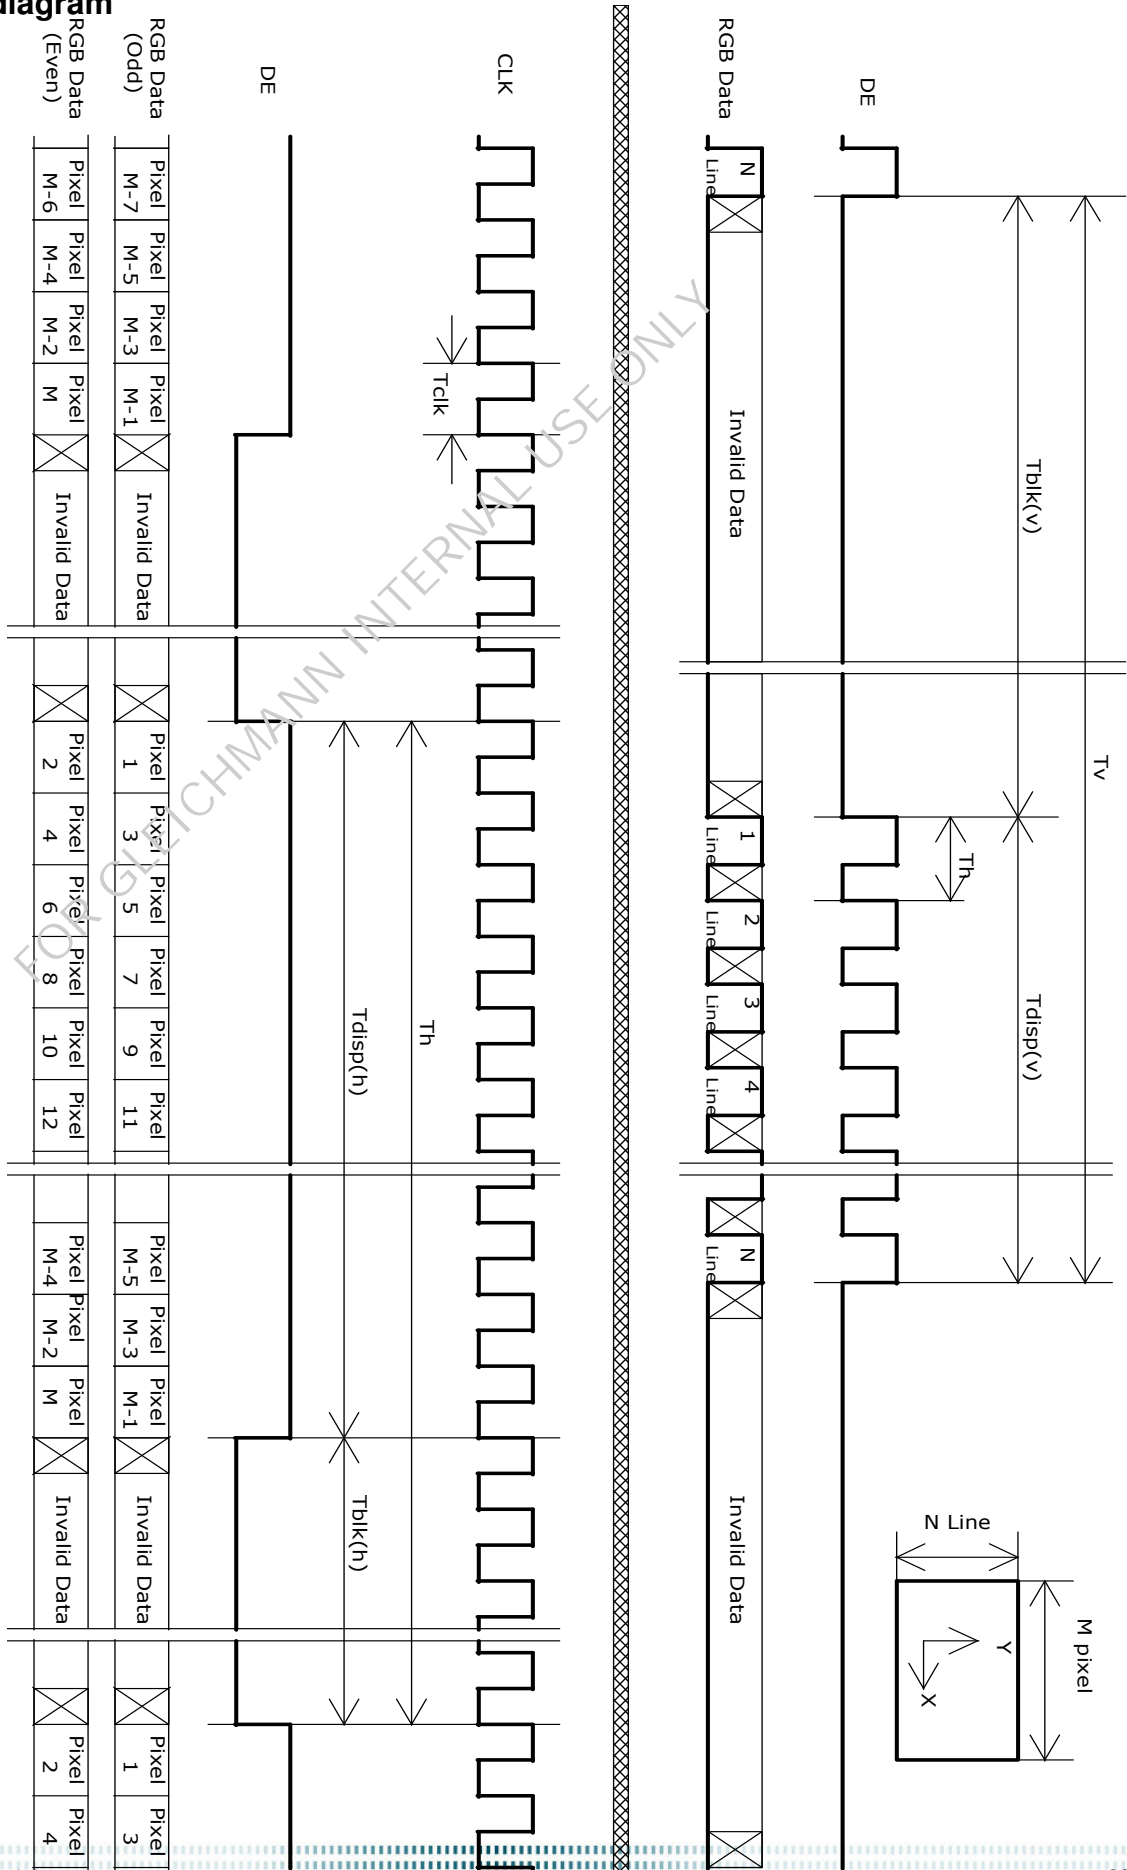 diagram
Tv
Tblk(v)
Tdisp(v)
Th
DE
RGB Data
N
Line
Invalid Data
1
Line
2
Line
3
Line
4
Line
N
Line
Invalid Data
M pixel
N Line
Y
X
CLK
Tclk
Th
Tdisp(h)
Tblk(h)
DE
RGB Data
(Odd)
Pixel
M-7
Pixel
M-5
Pixel
M-3
Pixel
M-1
Invalid Data
Pixel
1
Pixel
3
Pixel
5
Pixel
7
Pixel
9
Pixel
11
Pixel
M-5
Pixel
M-3
Pixel
M-1
Invalid Data
Pixel
1
Pixel
3
RGB Data
(Even)
Pixel
M-6
Pixel
M-4
Pixel
M-2
Pixel
M
Invalid Data
Pixel
2
Pixel
4
Pixel
6
Pixel
8
Pixel
10
Pixel
12
Pixel
M-4
Pixel
M-2
Pixel
M
Invalid Data
Pixel
2
Pixel
4
FOR GLEICHMANN INTERNAL USE ONLY